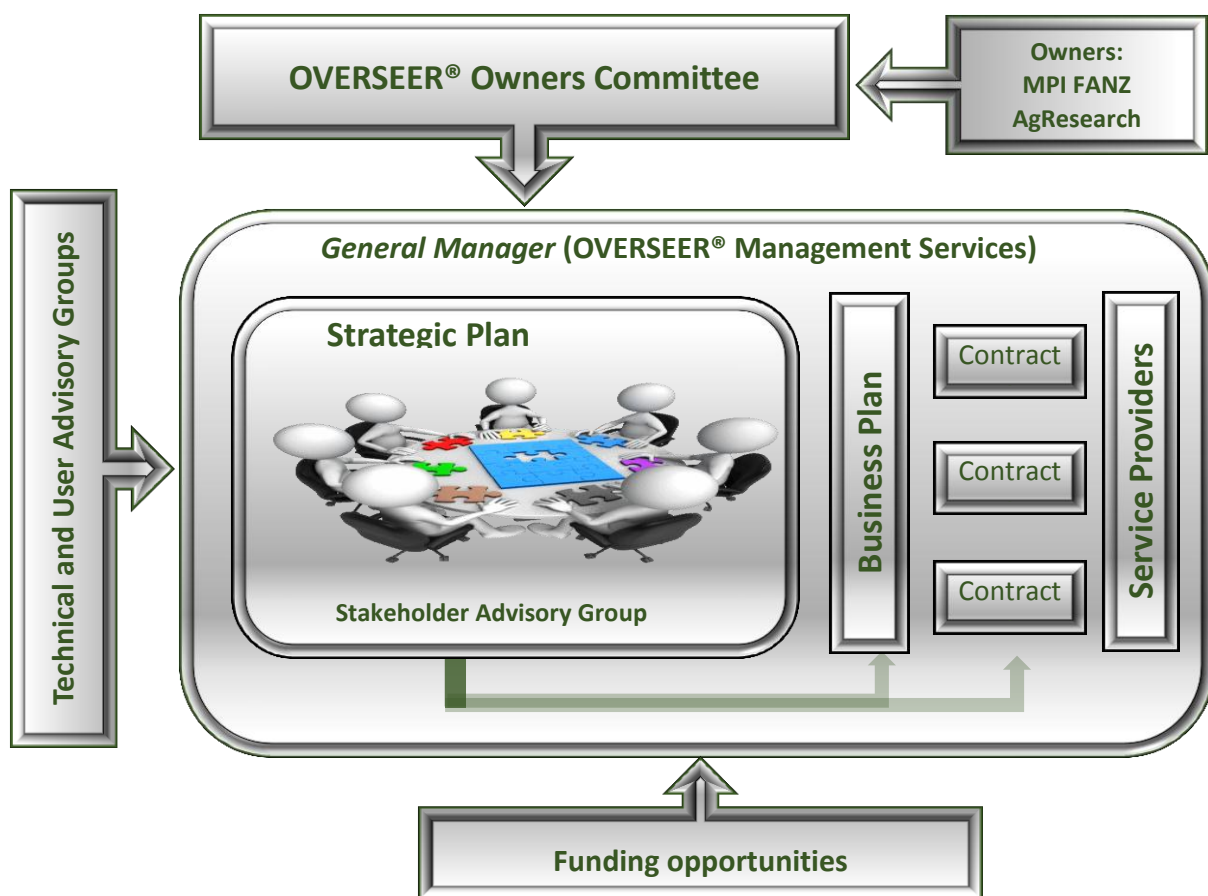 OVERSEER® Owners Committee
Owners:
MPI FANZ
AgResearch
Technical and User Advisory Groups
General Manager (OVERSEER® Management Services)
Strategic Plan
Stakeholder Advisory Group
Business Plan
Contract
Contract
Contract
Service Providers
Funding opportunities